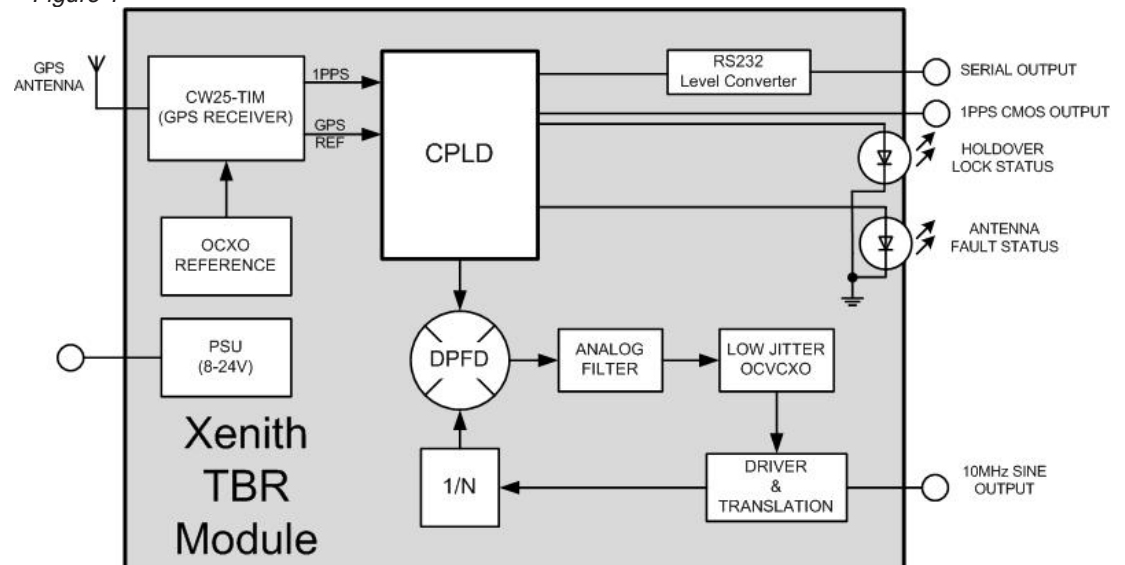 GPS
ANTENNA
CW25-TIM
(GPS RECEIVER)
1PPS
GPS
REF
CPLD
RS232
Level Converter
SERIAL OUTPUT
1PPS CMOS OUTPUT
HOLDOVER
LOCK STATUS
ANTENNA
FAULT STATUS
OCXO
REFERENCE
PSU
(8-24V)
DPFD
ANALOG
FILTER
LOW JITTER
OCVCXO
1/N
DRIVER
&
TRANSLATION
10MHz SINE
OUTPUT
Xenith
TBR
Module